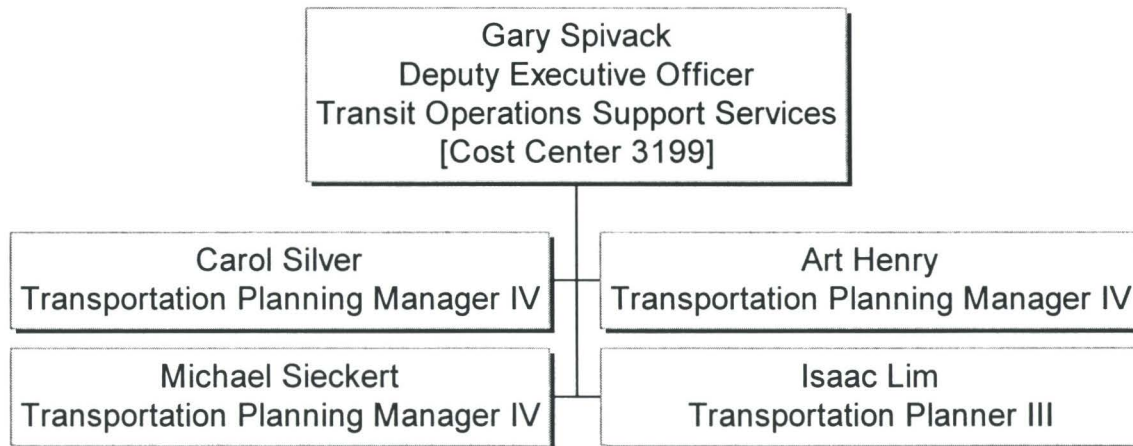 Gary Spivack
Deputy Executive Officer
Transit Operations Support Services
[Cost Center 3199]
Carol Silver
Transportation Planning Manager IV
Art Henry
Transportation Planning Manager IV
Michael Sieckert
Transportation Planning Manager IV
Isaac Lim
Transportation Planner III